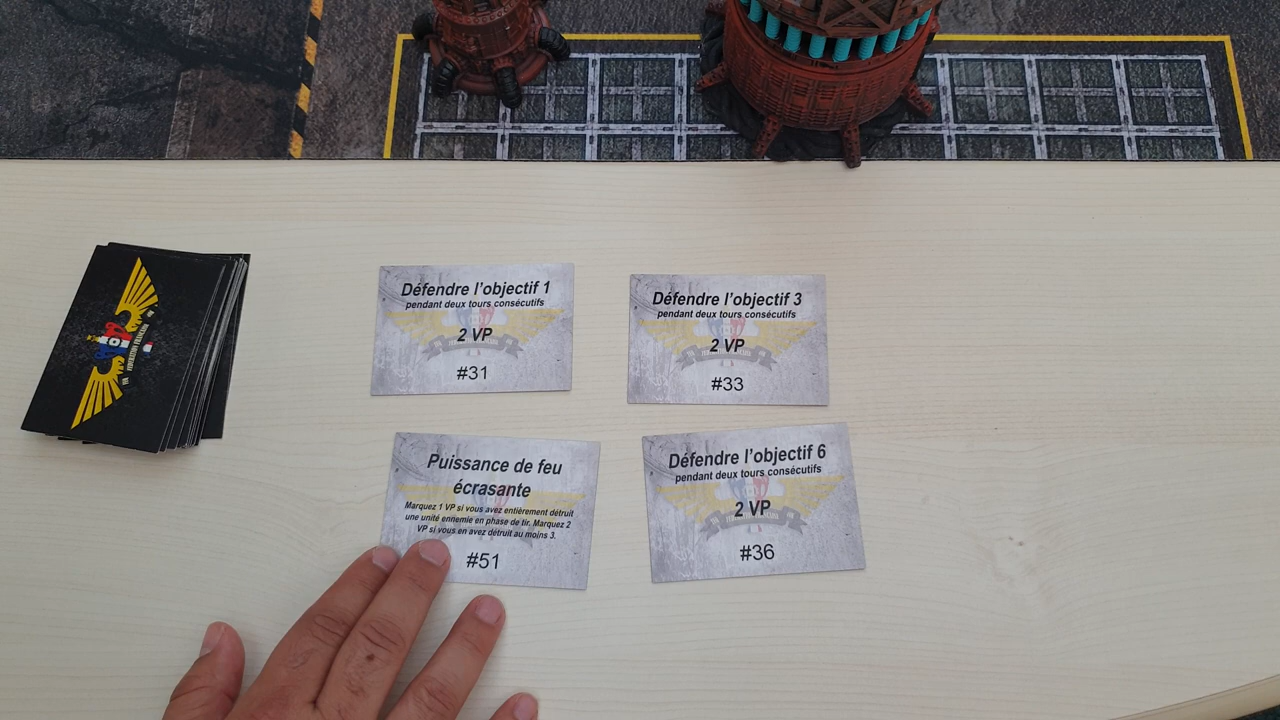 Défendre l'objectif 1
pendant deux tours consécutifs
2 VP
#31
Défendre l'objectif 3
pendant deux tours consécutifs
2 VP
#33
Puissance de feu
écrasante
Marquez 1 VP si vous avez entièrement détruit
une unité ennemie en phase de tir. Marquez 2
VP si vous en avez détruit au moins 3.
#51
Défendre l'objectif 6
pendant deux tours consécutifs
2 VP
#36